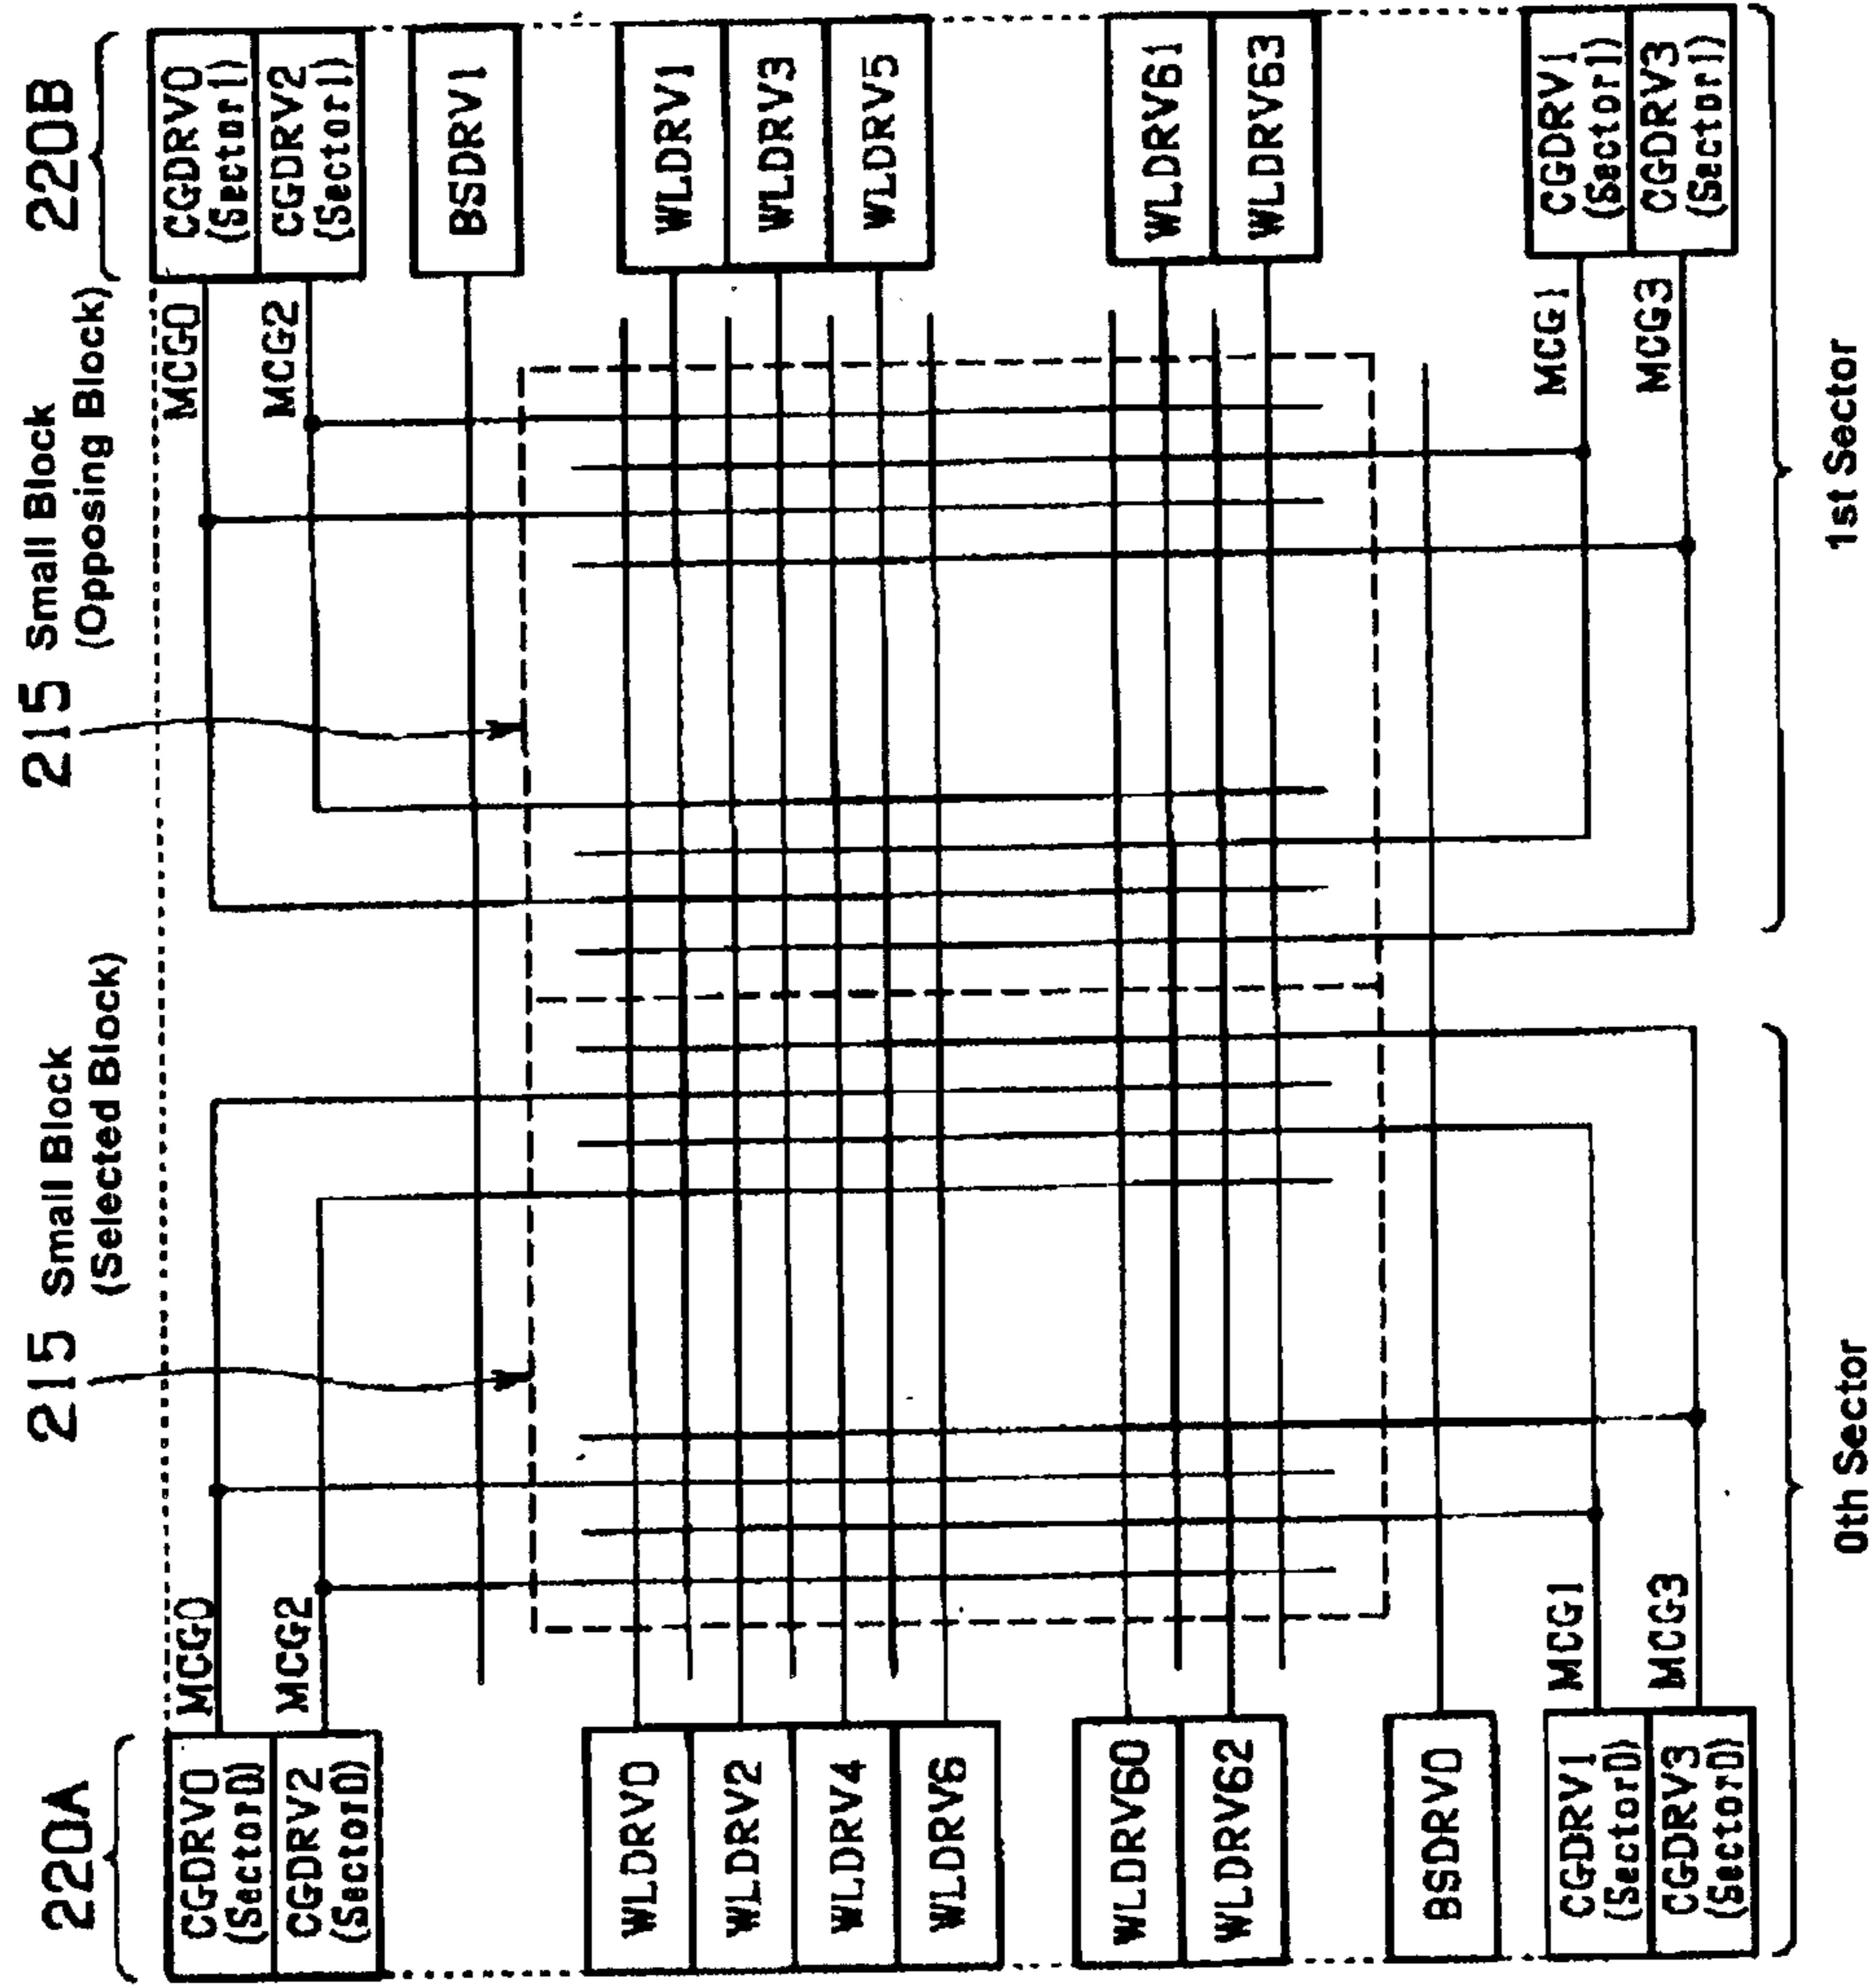 220A
215 Small Block
(Selected Block)
215 Small Block
(Opposing Block)
220B
CGDRV0
(Sector0)
MCG0
MCG0
CGDRV0
(Sector1)
CGDRV2
(Sector0)
MCG2
MCG2
CGDRV2
(Sector1)
BSDRV1
WLDRV0
WLDRV1
WLDRV2
WLDRV3
WLDRV4
WLDRV5
WLDRV6
WLDRV60
WLDRV61
WLDRV62
WLDRV63
BSDRV0
CGDRV1
(Sector0)
MCG1
MCG1
CGDRV1
(Sector1)
CGDRV3
(Sector0)
MCG3
MCG3
CGDRV3
(Sector1)
0th Sector
1st Sector